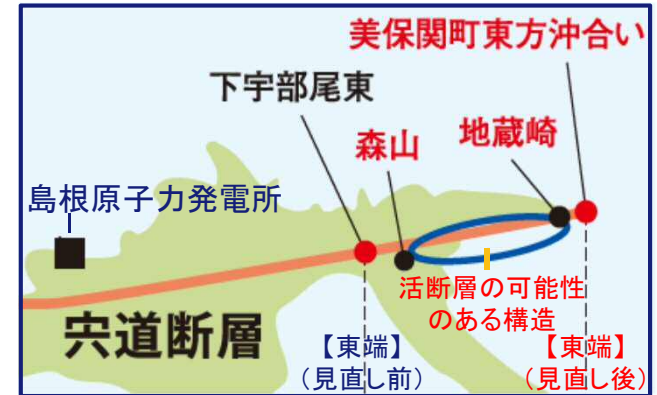 美保関町東方沖合い
下宇部尾東
森山
地蔵崎
島根原子力発電所
活断層の可能性
のある構造
宍道断層
【東端】
（見直し前）
【東端】
（見直し後）